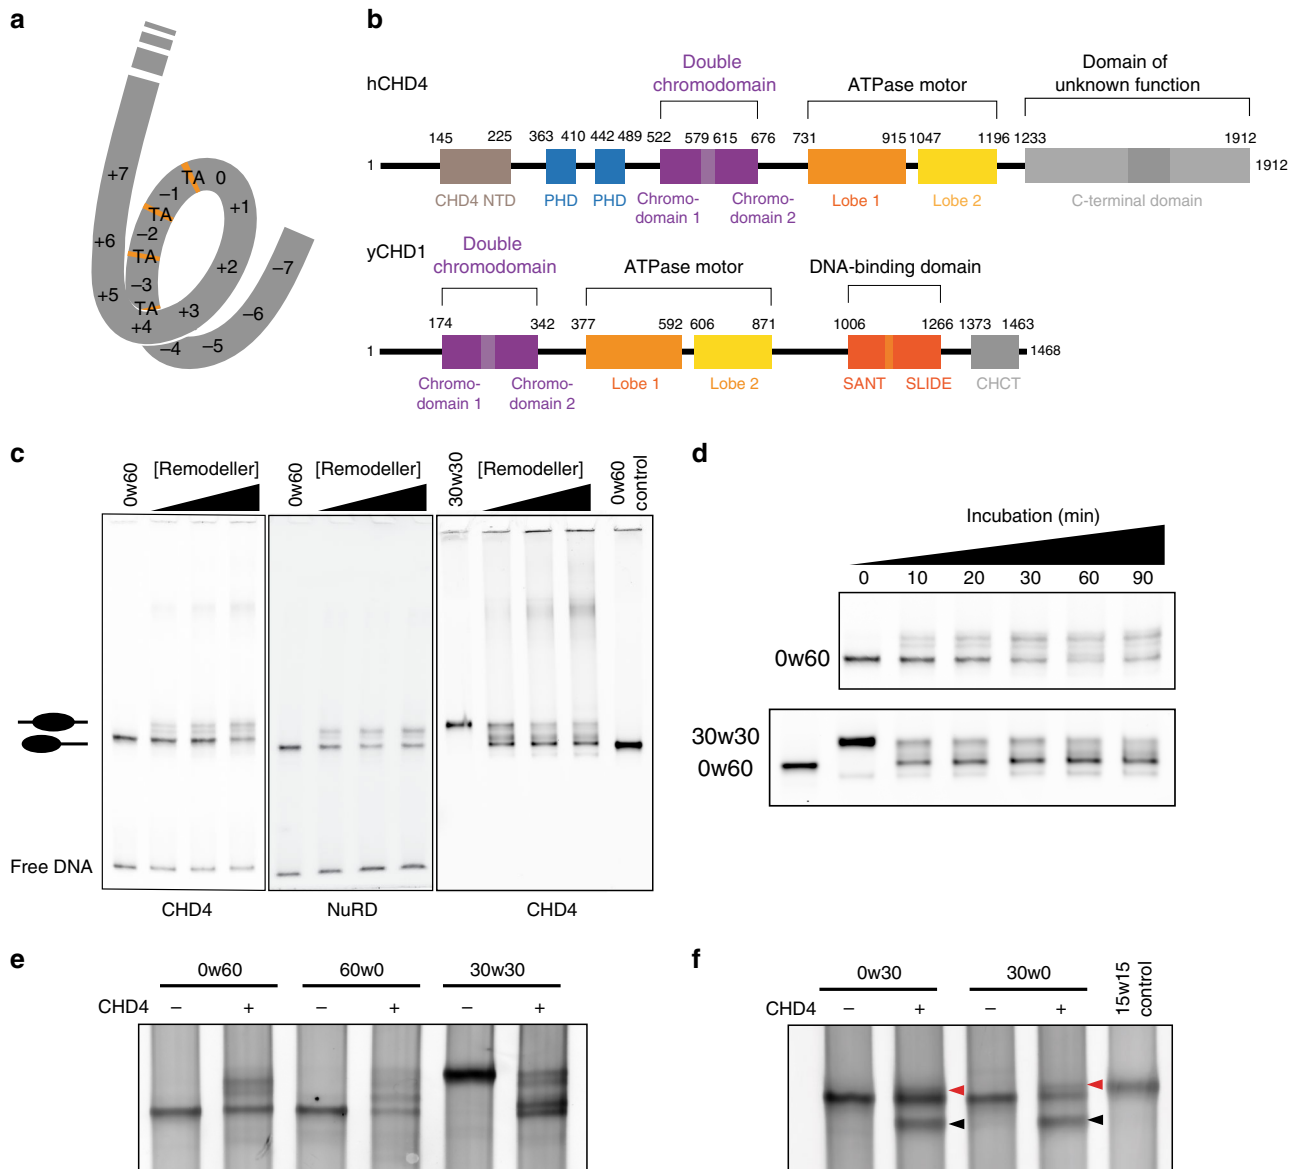 a
+7
+6
+5
+4
TA
0
−1
+1
TA
−2
+2
TA
−3
+3
TA
−4
−5
−6
−7
b
hCHD4
Double
chromodomain
ATPase motor
Domain of
unknown function
145 225 363 410 442 489 522 579 615 676 731 915 1047 1196 1233 1912
1 1912
CHD4 NTD
PHD
PHD
Chromo-
domain 1
Chromo-
domain 2
Lobe 1
Lobe 2
C-terminal domain
yCHD1
Double
chromodomain
ATPase motor
DNA-binding domain
174 342 377 592 606 871 1006 1266 1373 1463
1 1468
Chromo-
domain 1
Chromo-
domain 2
Lobe 1
Lobe 2
SANT
SLIDE
CHCT
c
0w60
[Remodeller]
0w60
[Remodeller]
30w30
[Remodeller]
0w60
control
Free DNA
CHD4
NuRD
CHD4
d
Incubation (min)
0 10 20 30 60 90
0w60
30w30
0w60
e
0w60 60w0 30w30
CHD4 − + − + − +
f
0w30 30w0
15w15
control
CHD4 − + − +